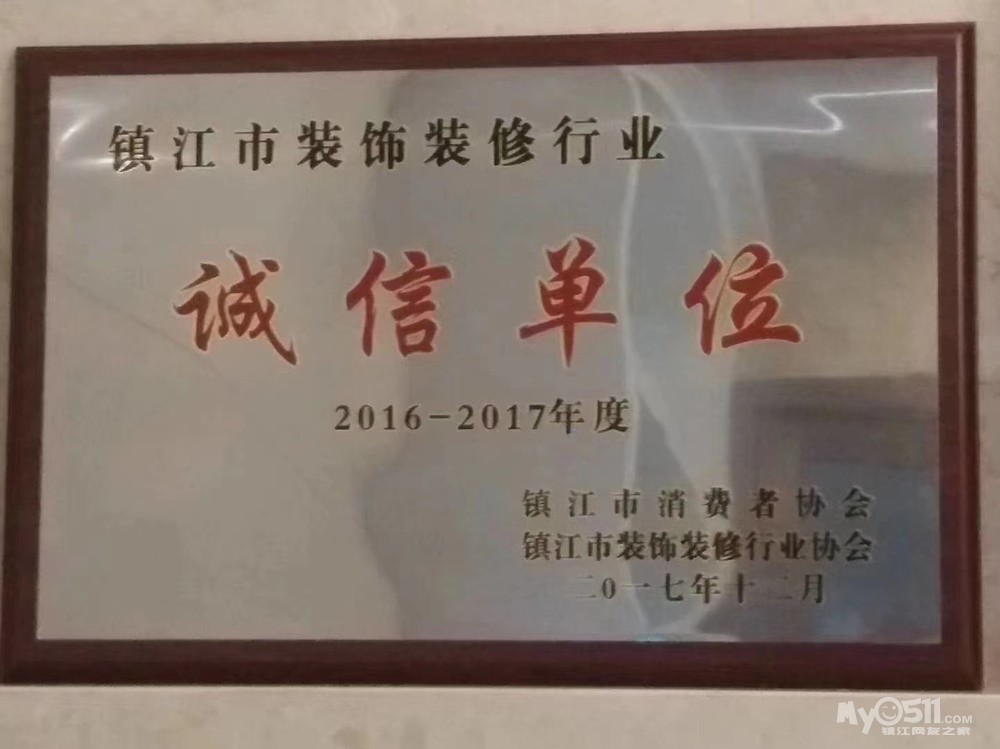 镇江市装饰装修行业
诚信单位
2016-2017年度
镇江市消费者协会
镇江市装饰装修行业协会
二0一七年十二月
My0511.com
镇江网友之家